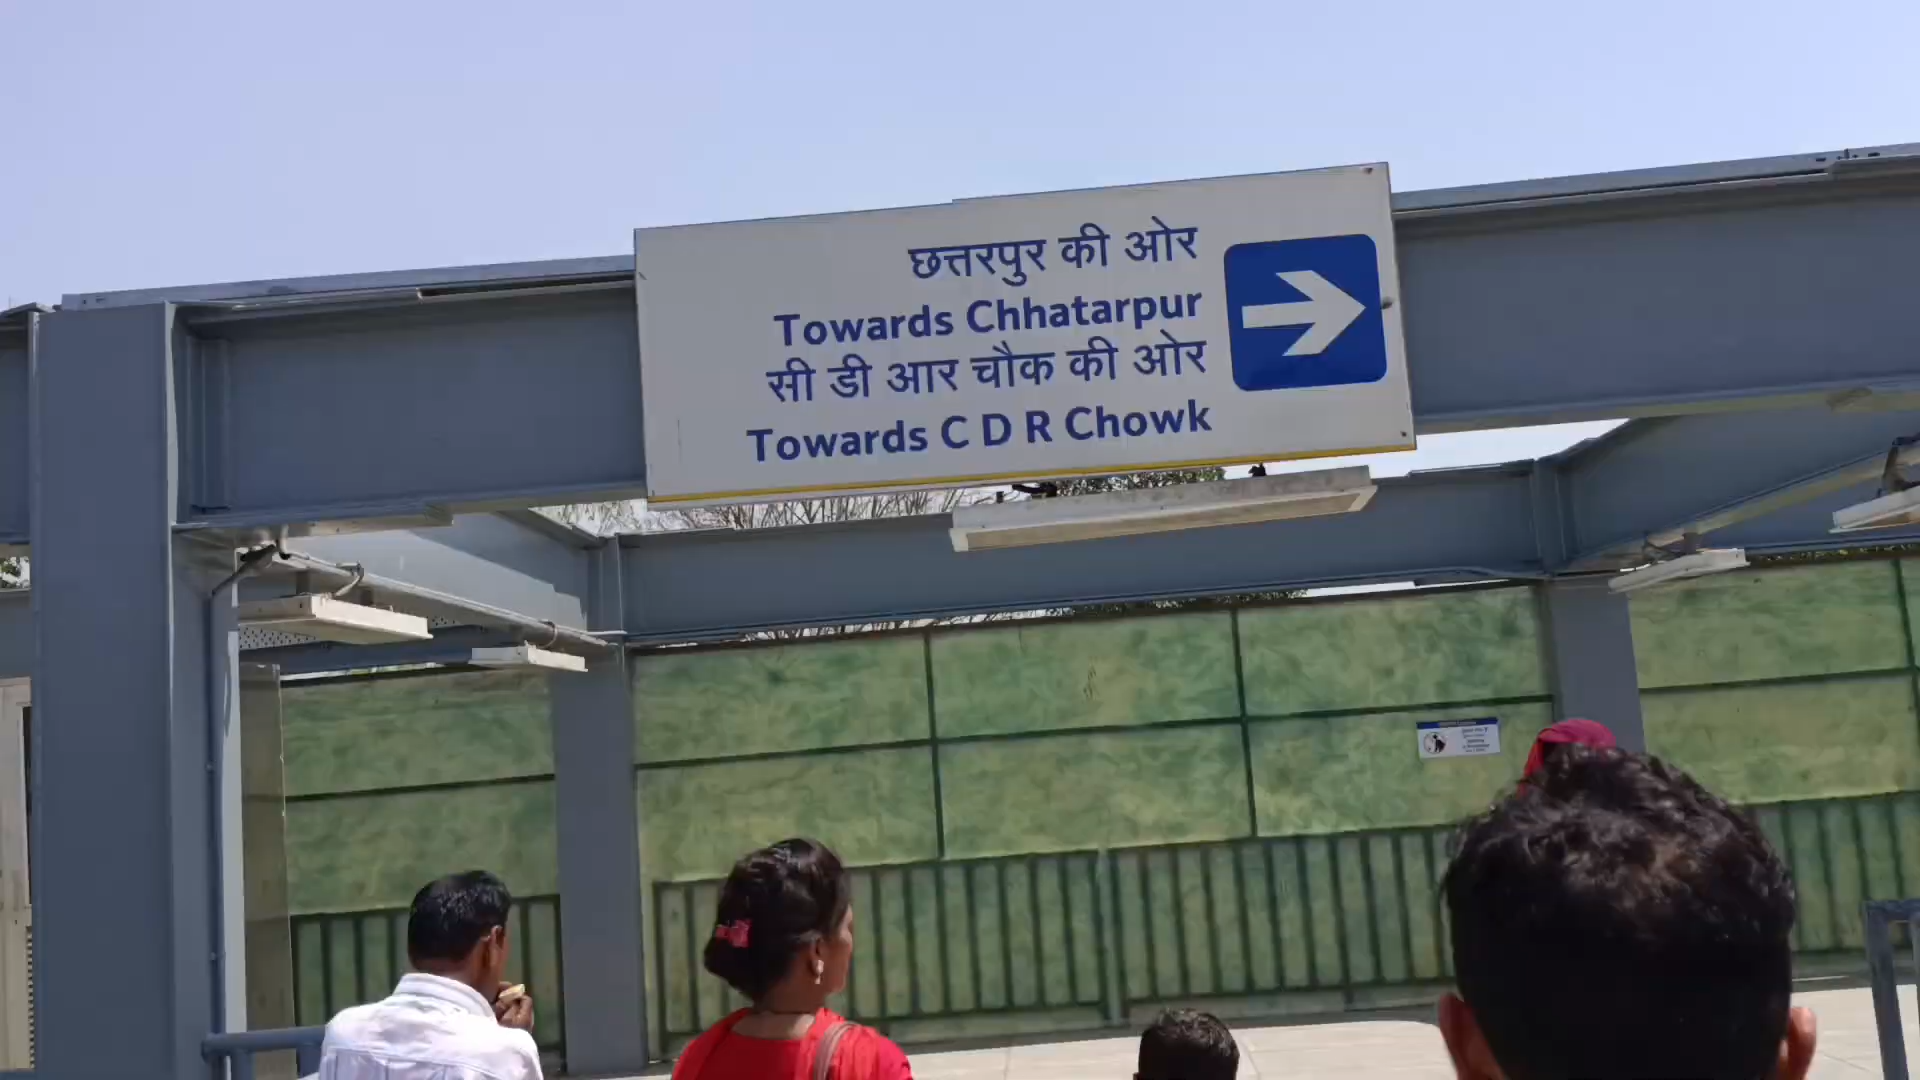 छत्तरपुर की ओर
Towards Chhatarpur
सी डी आर चौक की ओर
Towards C D R Chowk